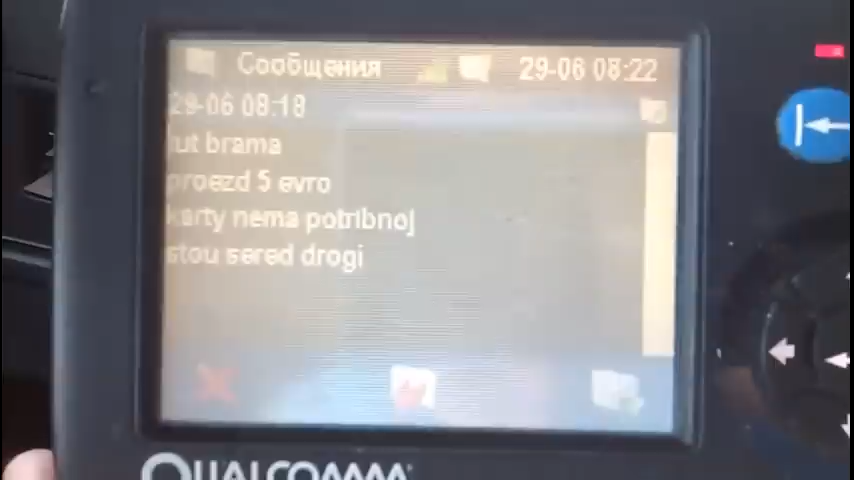 Сообщения 29-06 08:22
29-06 08:18
tut brama
proezd 5 evro
karty nema potribnoj
stou sered drogi
QUALCOMM